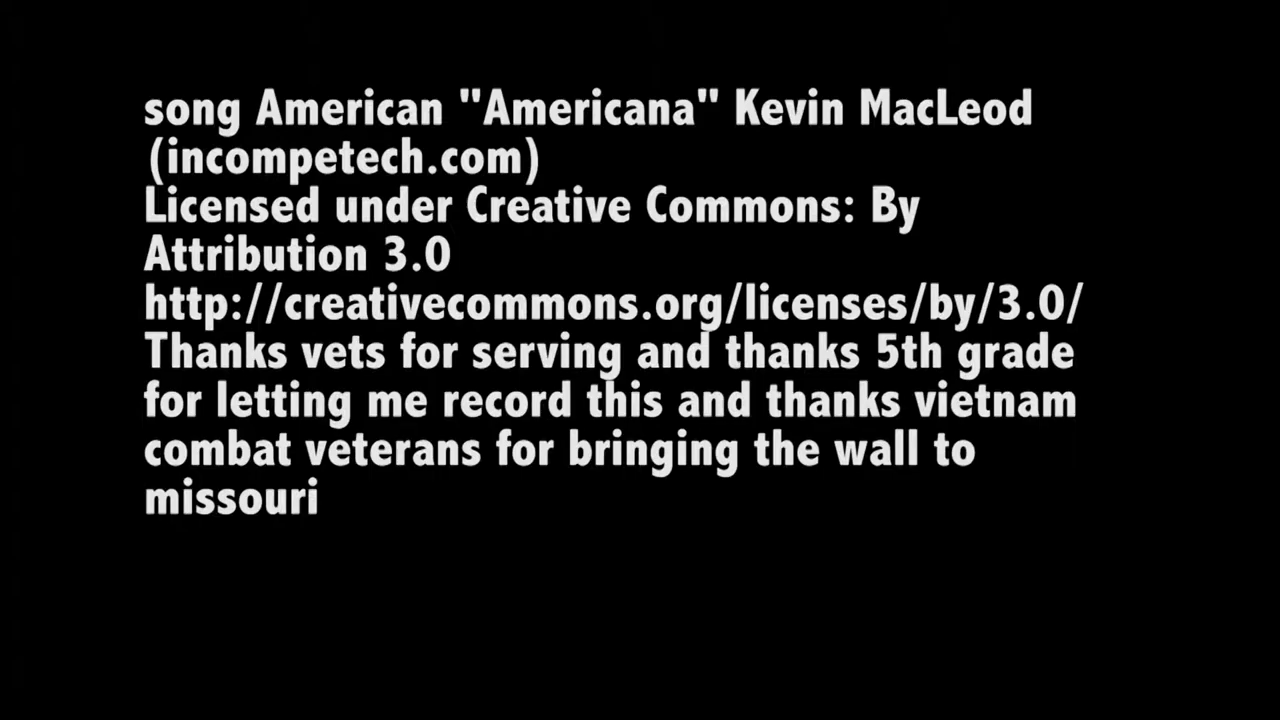 song American "Americana" Kevin MacLeod
(incompetech.com)
Licensed under Creative Commons: By
Attribution 3.0
http://creativecommons.org/licenses/by/3.0/
Thanks vets for serving and thanks 5th grade
for letting me record this and thanks vietnam
combat veterans for bringing the wall to
missouri